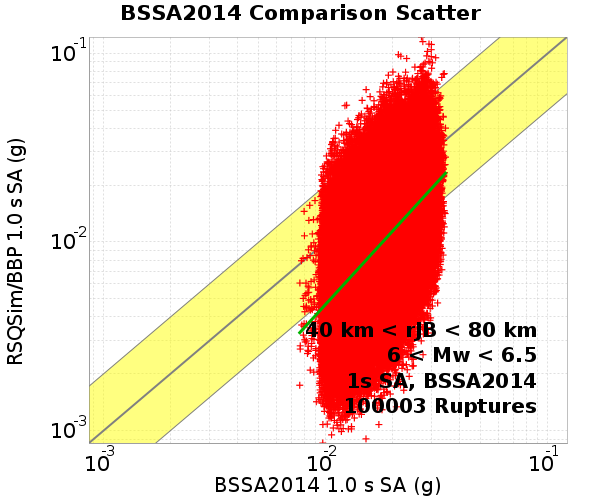 BSSA2014 Comparison Scatter
RSQSim/BBP 1.0 s SA (g)
10-1
10-2
10-3
40 km < rJB < 80 km
6 < Mw < 6.5
1s SA, BSSA2014
100003 Ruptures
10-3
10-2
10-1
BSSA2014 1.0 s SA (g)